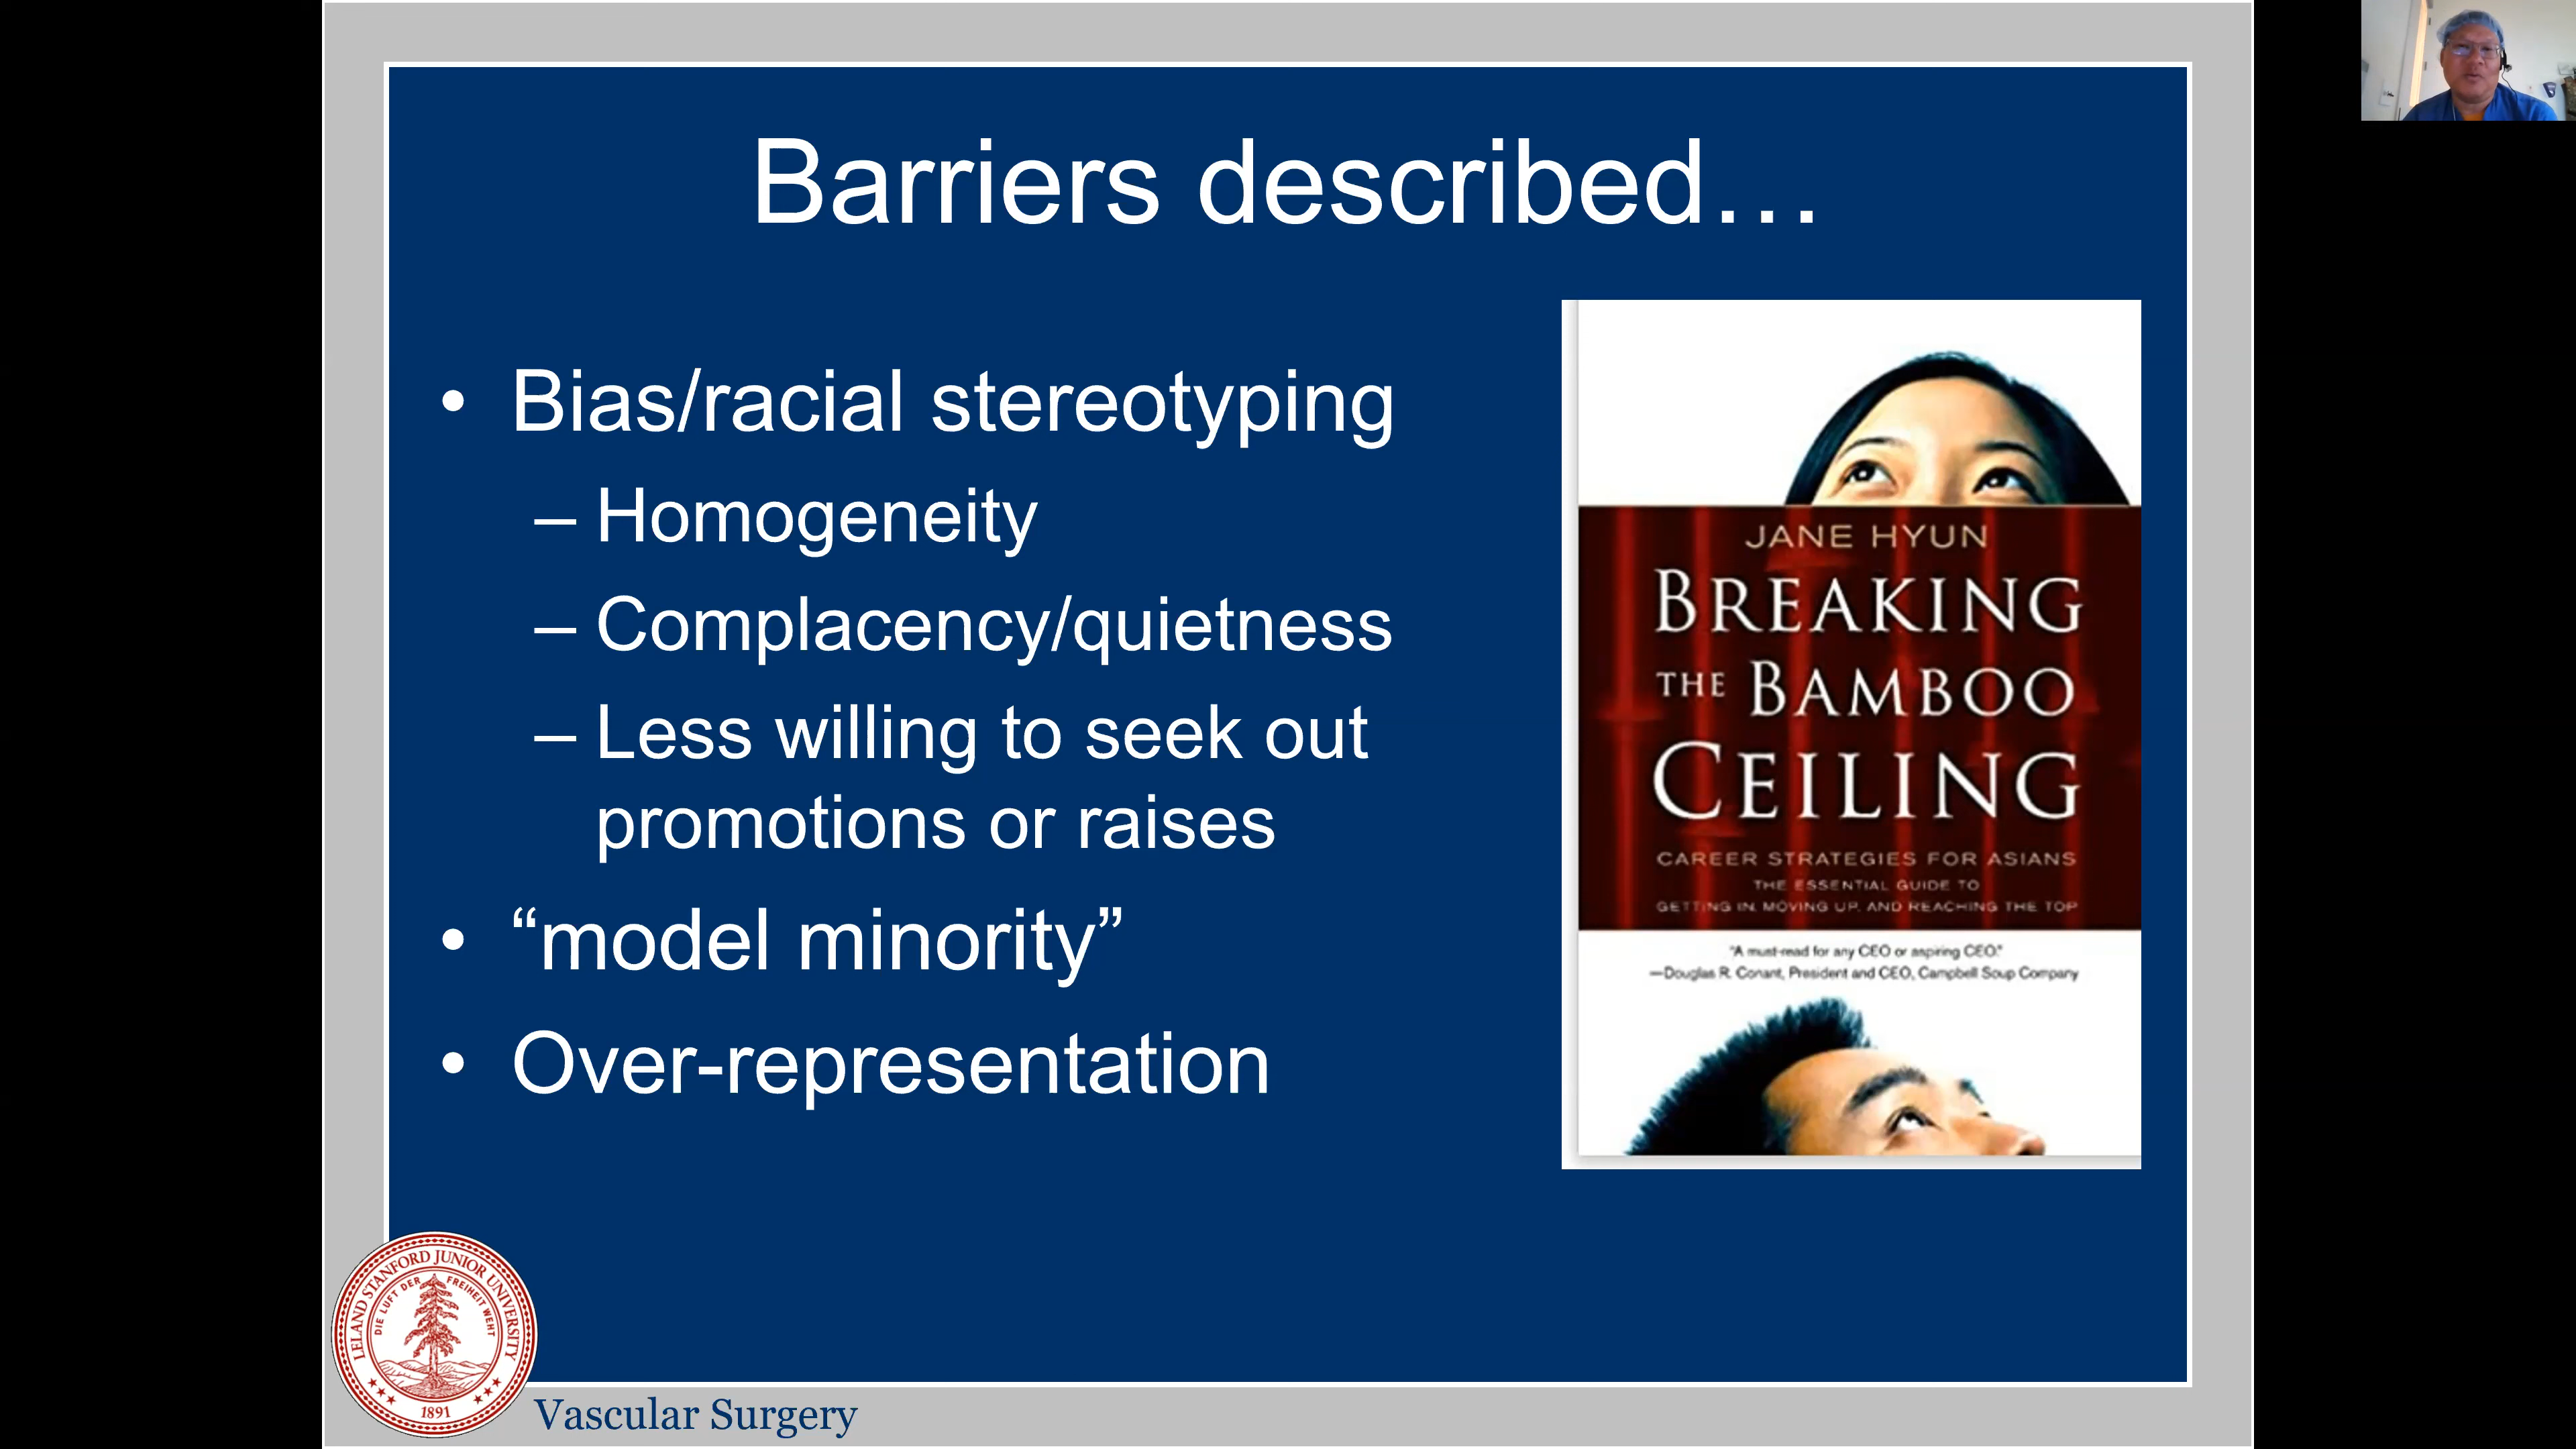 Barriers described…
• Bias/racial stereotyping
– Homogeneity
– Complacency/quietness
– Less willing to seek out
promotions or raises
• “model minority”
• Over-representation
JANE HYUN
BREAKING
THE BAMBOO
CEILING
CAREER STRATEGIES FOR ASIANS
THE ESSENTIAL GUIDE TO
GETTING IN, MOVING UP, AND REACHING THE TOP
"A must-read for any CEO or aspiring CEO."
—Douglas R. Conant, President and CEO, Campbell Soup Company
LELAND STANFORD JUNIOR UNIVERSITY
DIE LUFT DER FREIHEIT WEHT
1891
Vascular Surgery